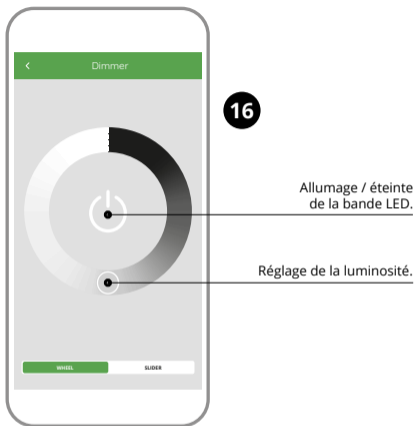 Dimmer
16
Allumage / éteinte
de la bande LED.
Réglage de la luminosité.
WHEEL
SLIDER